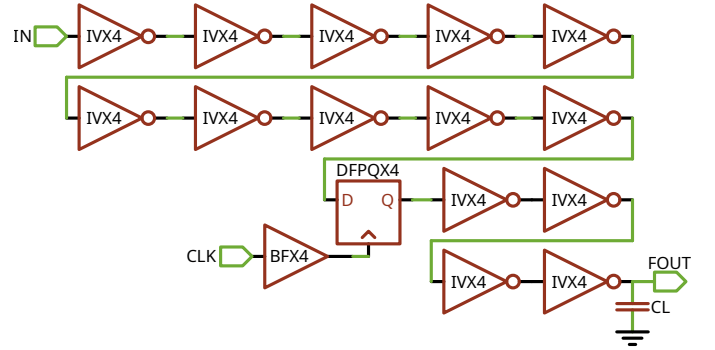 IN IVX4 IVX4 IVX4 IVX4 IVX4
IVX4 IVX4 IVX4 IVX4 IVX4
DFPQX4
D Q IVX4 IVX4
CLK BFX4
FOUT
IVX4 IVX4
CL